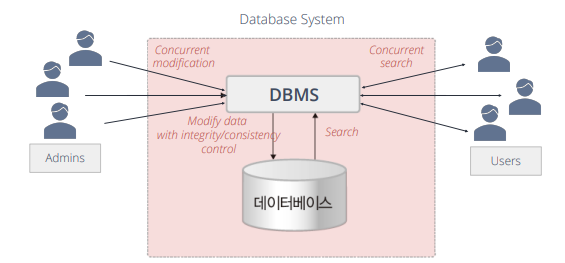 Database System
Concurrent
modification
Concurrent
search
DBMS
Modify data
with integrity/consistency
control
Search
Admins
Users
데이터베이스